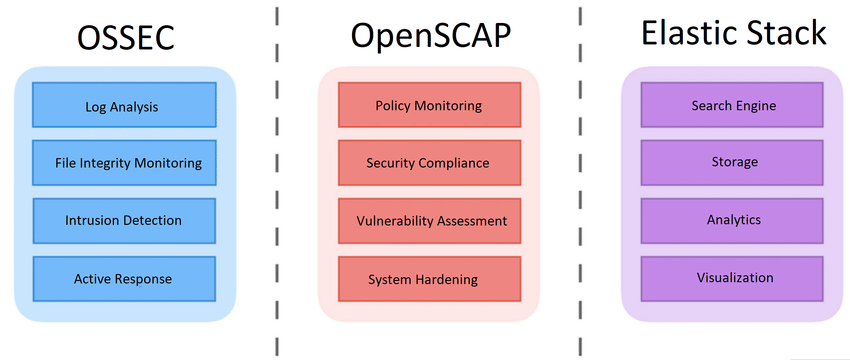 OSSEC
Log Analysis
File Integrity Monitoring
Intrusion Detection
Active Response
OpenSCAP
Policy Monitoring
Security Compliance
Vulnerability Assessment
System Hardening
Elastic Stack
Search Engine
Storage
Analytics
Visualization